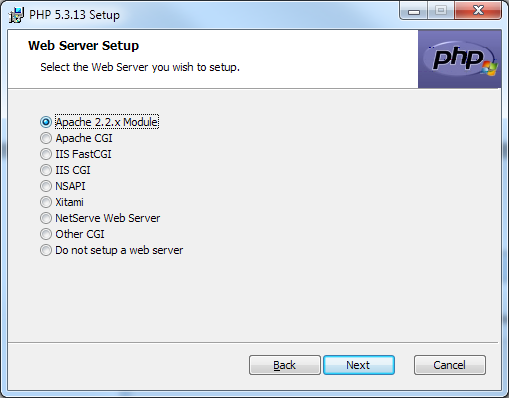 PHP 5.3.13 Setup
Web Server Setup
Select the Web Server you wish to setup.
php
Apache 2.2.x Module
Apache CGI
IIS FastCGI
IIS CGI
NSAPI
Xitami
NetServe Web Server
Other CGI
Do not setup a web server
Back
Next
Cancel